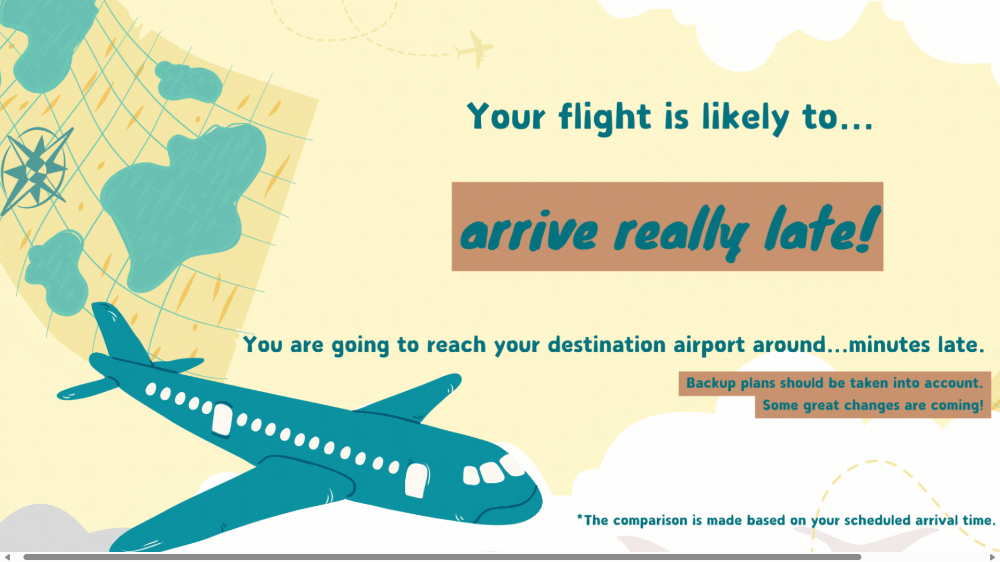 Your flight is likely to...
arrive really late!
You are going to reach your destination airport around...minutes late.
Backup plans should be taken into account.
Some great changes are coming!
*The comparison is made based on your scheduled arrival time.